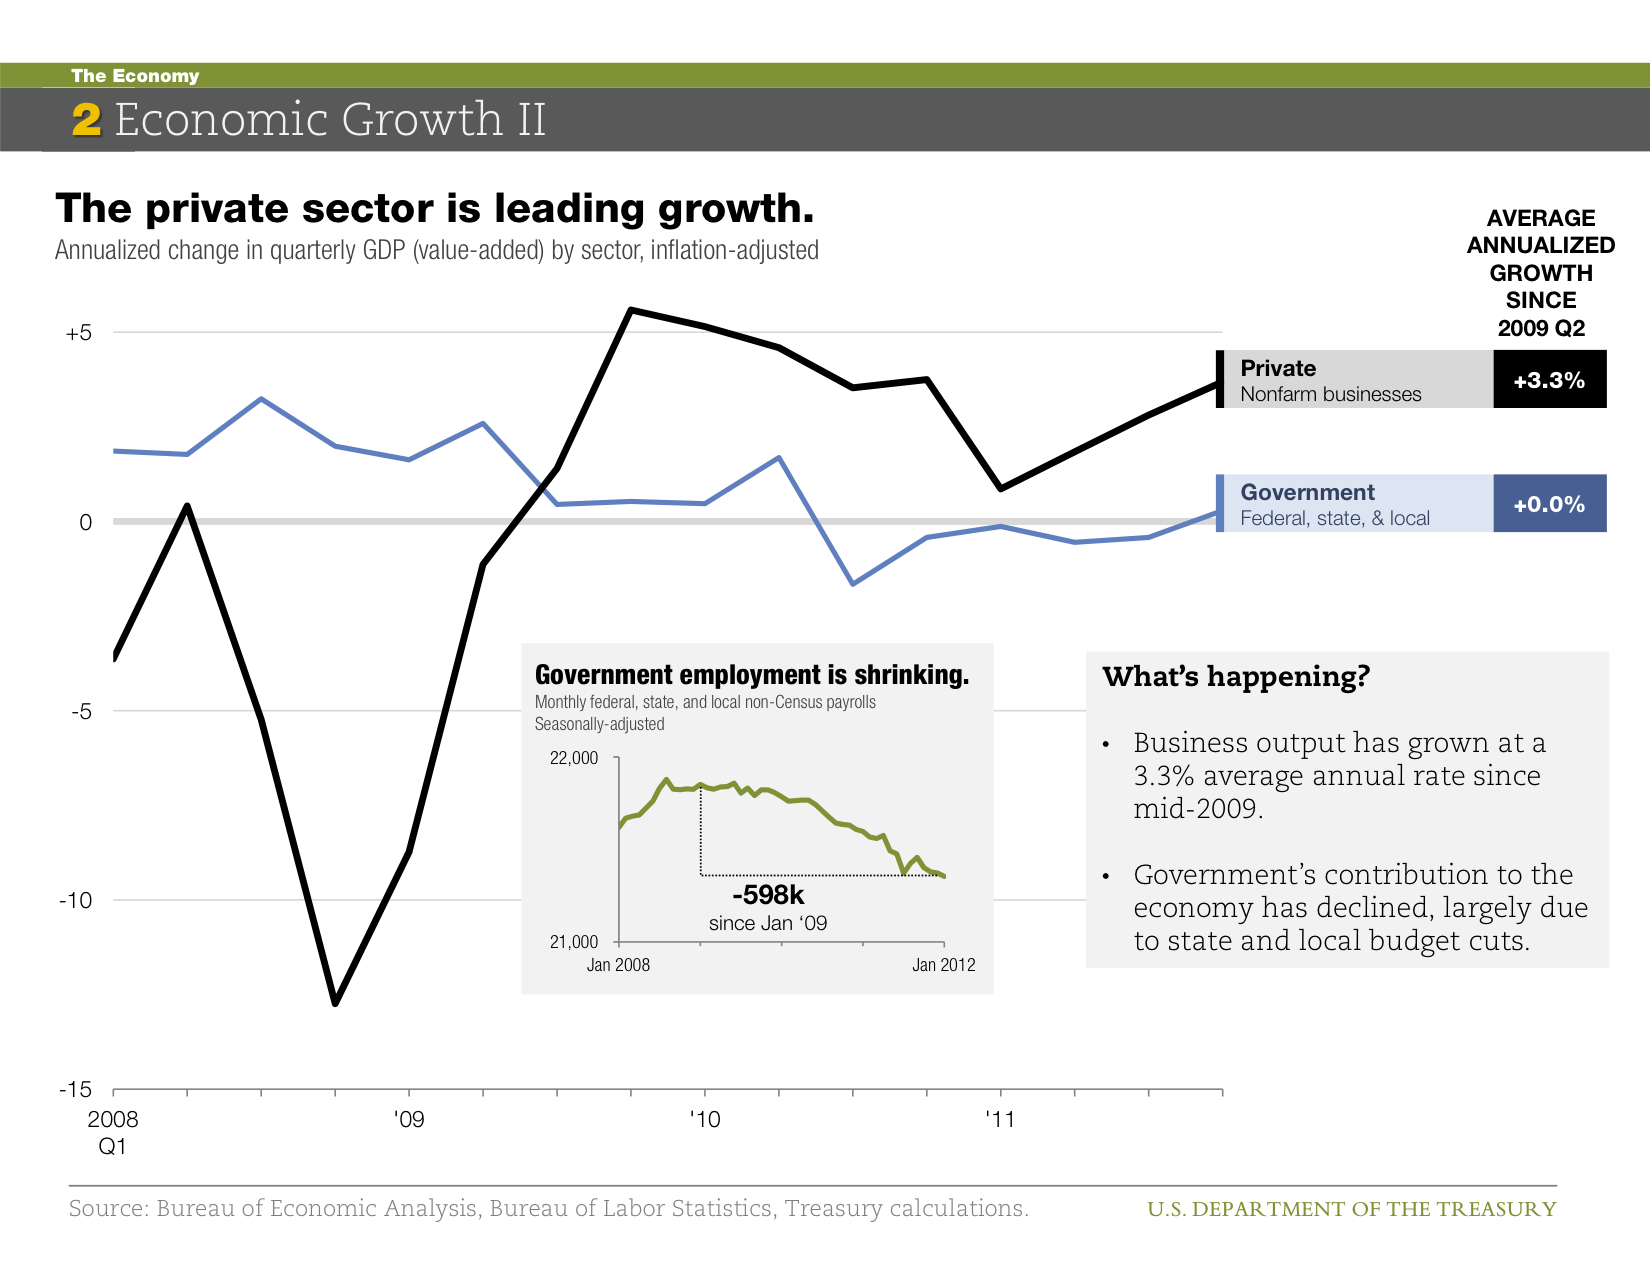 The Economy
2 Economic Growth II
The private sector is leading growth.
Annualized change in quarterly GDP (value-added) by sector, inflation-adjusted
AVERAGE
ANNUALIZED
GROWTH
SINCE
2009 Q2
+5
0
-5
-10
-15
Private
Nonfarm businesses
+3.3%
Government
Federal, state, & local
+0.0%
Government employment is shrinking.
Monthly federal, state, and local non-Census payrolls
Seasonally-adjusted
22,000
-598k
since Jan ‘09
21,000
Jan 2008
Jan 2012
What’s happening?
• Business output has grown at a
3.3% average annual rate since
mid-2009.
• Government’s contribution to the
economy has declined, largely due
to state and local budget cuts.
2008
Q1
'09
'10
'11
Source: Bureau of Economic Analysis, Bureau of Labor Statistics, Treasury calculations.
U.S. DEPARTMENT OF THE TREASURY